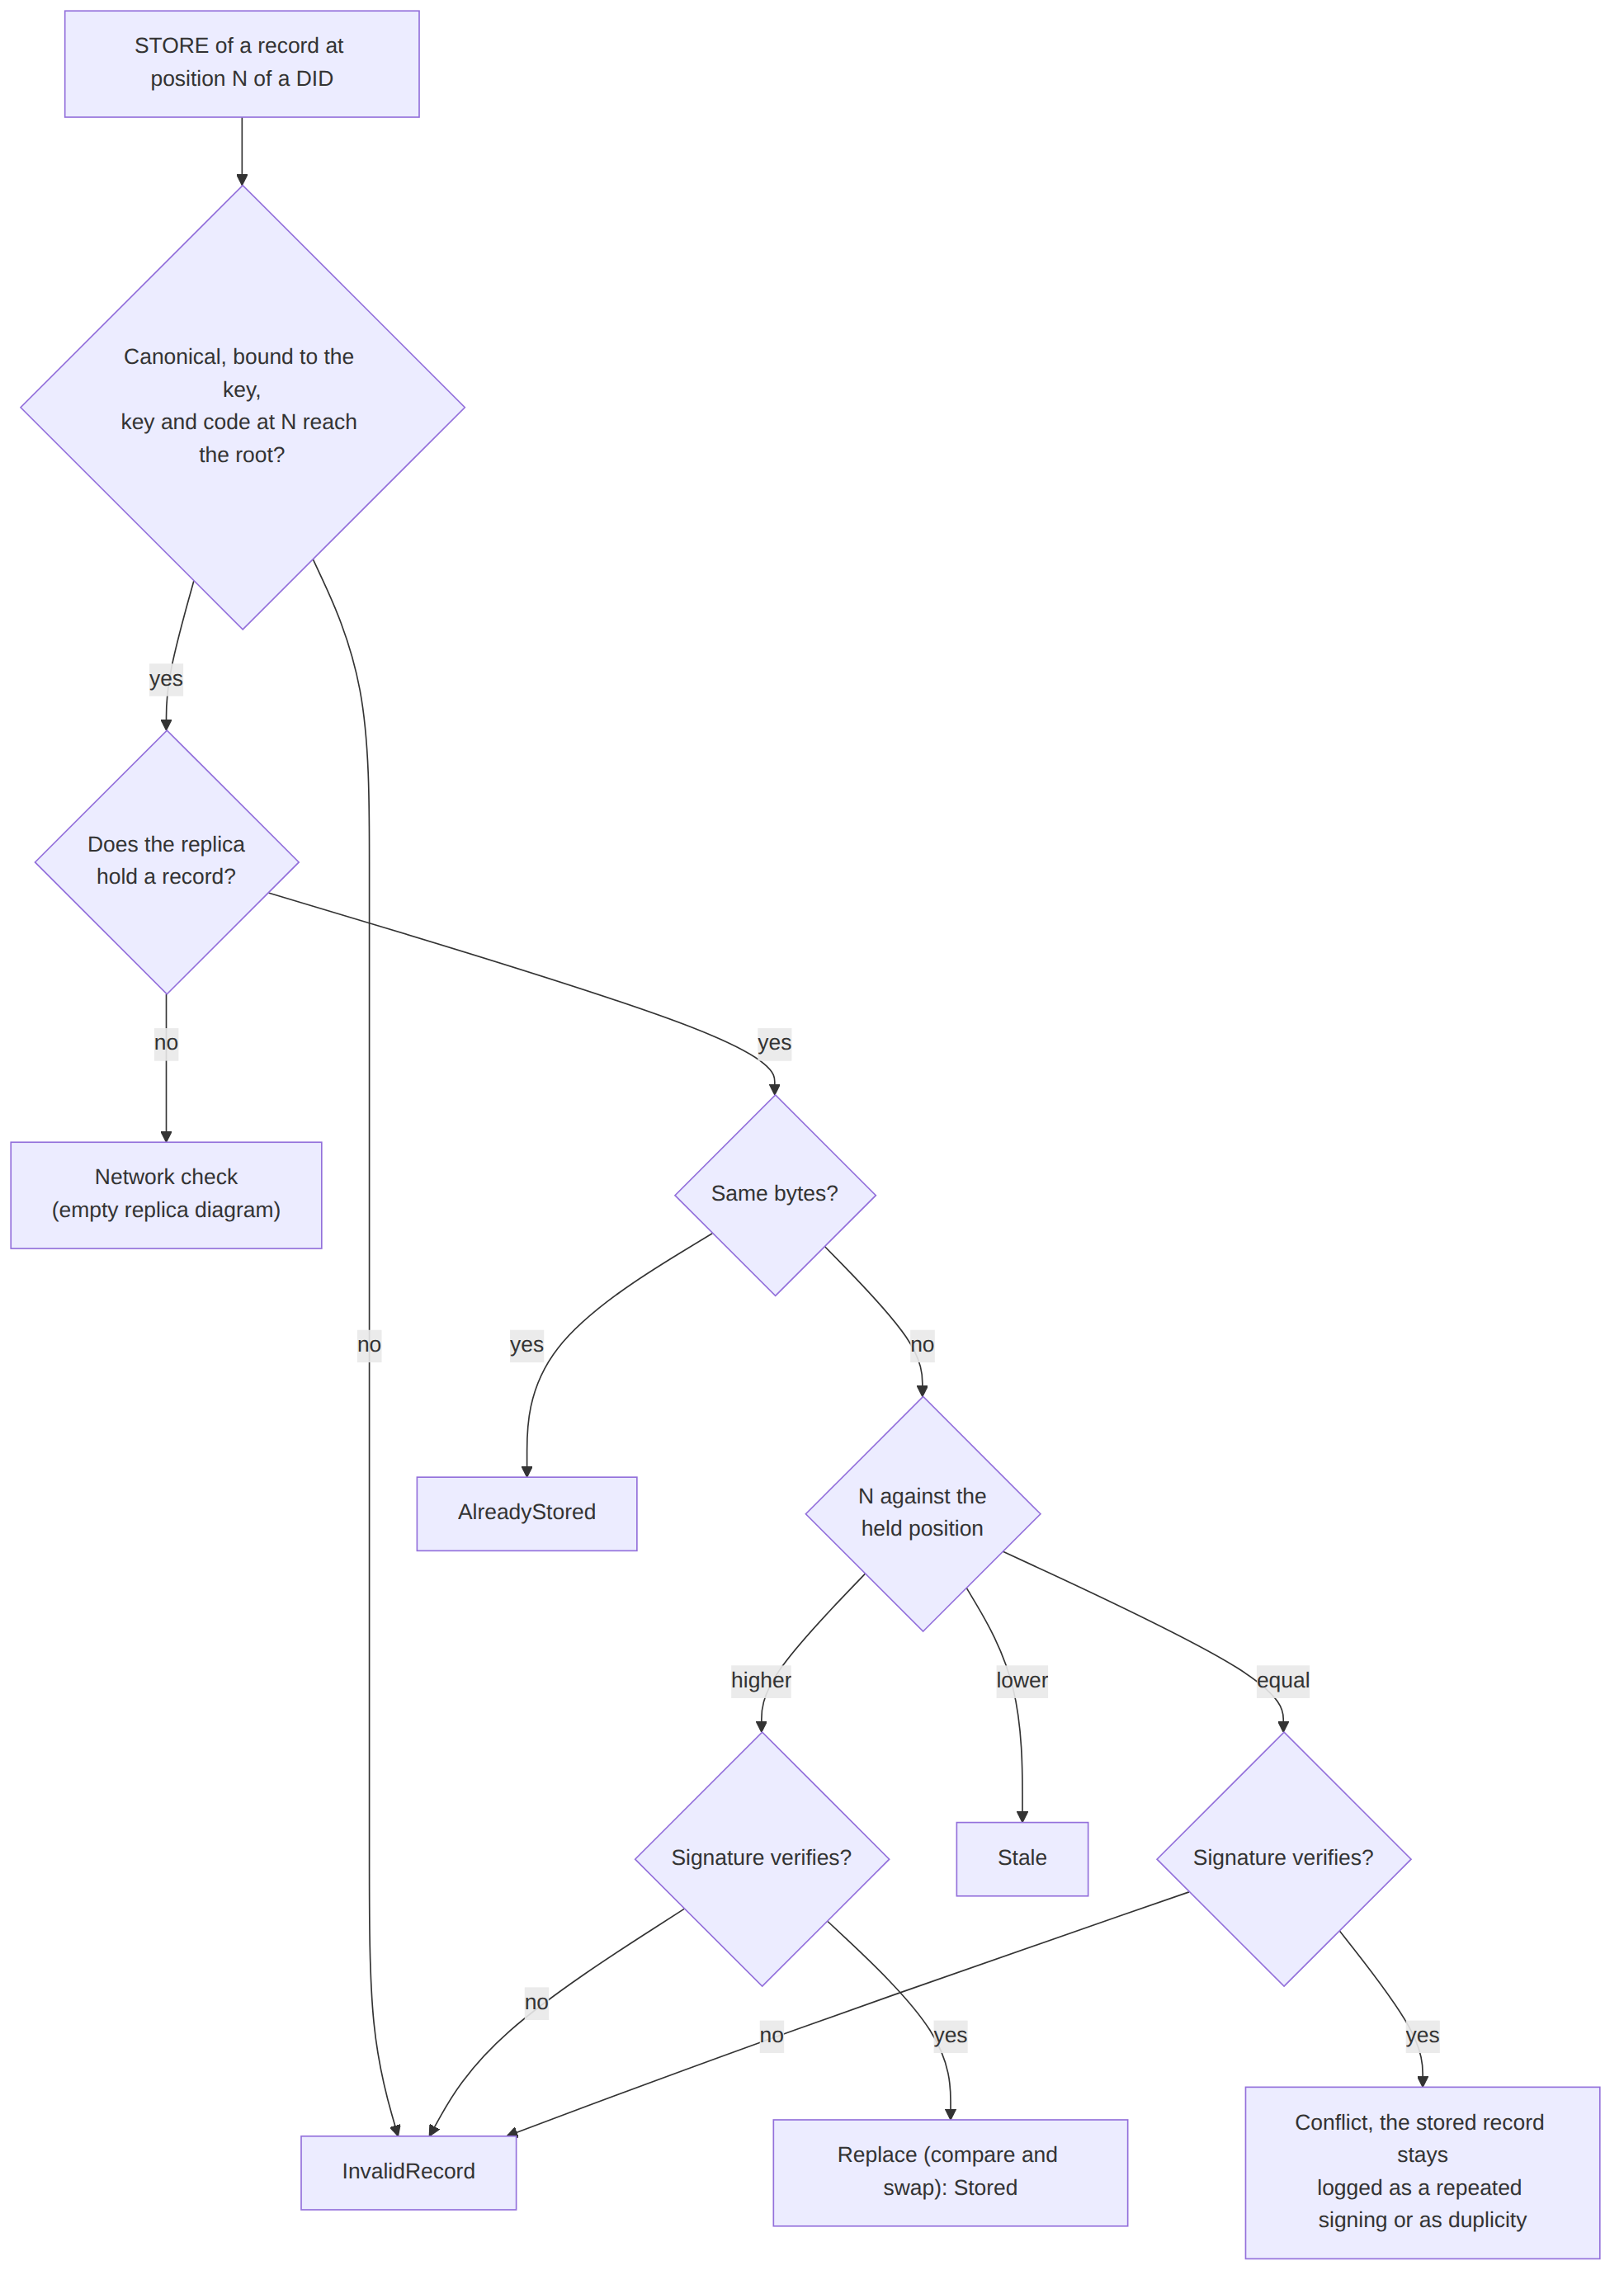 STORE of a record at
position N of a DID
Canonical, bound to the
key,
key and code at N reach
the root?
yes
Does the replica
hold a record?
no
yes
Network check
(empty replica diagram)
Same bytes?
no
yes
no
AlreadyStored
N against the
held position
higher
lower
equal
Signature verifies?
Stale
Signature verifies?
no
no
yes
yes
InvalidRecord
Replace (compare and
swap): Stored
Conflict, the stored record
stays
logged as a repeated
signing or as duplicity